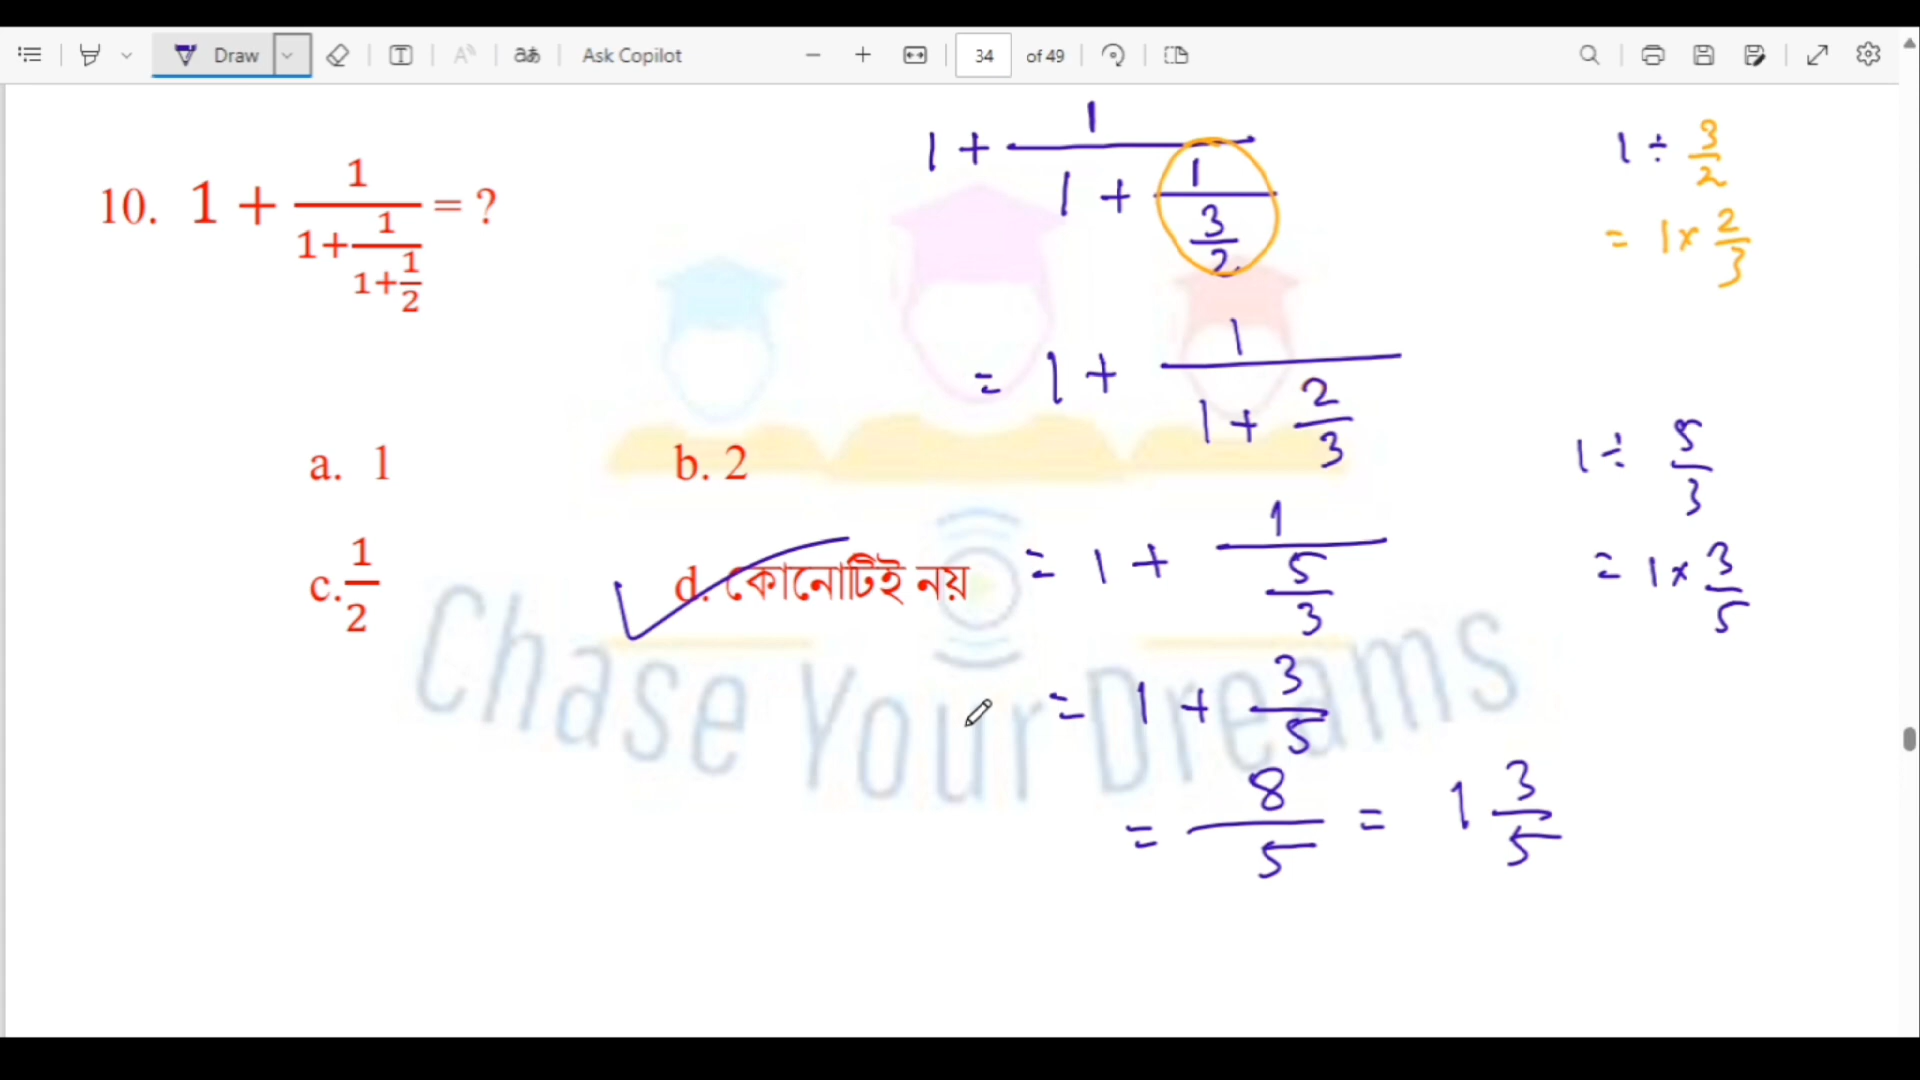 Draw
Ask Copilot
34 of 49
10. 1 + 1/(1+1/(1+1/2)) = ?
a. 1
b. 2
c. 1/2
d. কোনোটিই নয়
1 + 1/(1 + 1/(3/2))
= 1 + 1/(1 + 2/3)
= 1 + 1/(5/3)
= 1 + 3/5
= 8/5 = 1 3/5
1 ÷ 3/2
= 1 × 2/3
1 ÷ 5/3
= 1 × 3/5
Chase Your Dreams